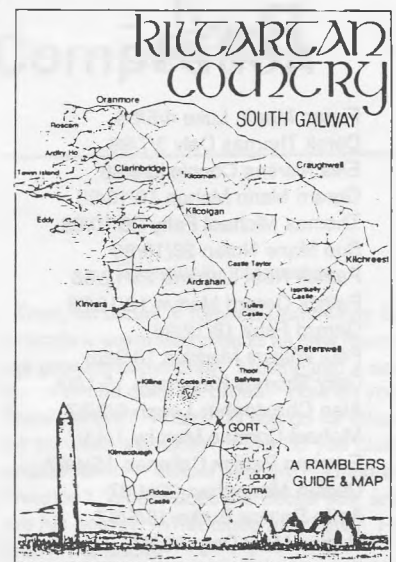 KILTARTAN
COUNTRY
SOUTH GALWAY
Oranmore
Roscam
Ardfry Ho
Tawin Island
Clarinbridge
Kilcornan
Craughwell
Eddy
Kilcolgan
Drumacoo
Kilchreest
Castle Taylor
Ardrahan
Isertkelly
Castle
Kinvara
Tullira
Castle
Peterswell
Thoor
Ballylee
Killina
Coole Park
GORT
Kilmacduagh
A RAMBLERS
GUIDE & MAP
LOUGH
CUTRA
Fiddaun
Castle